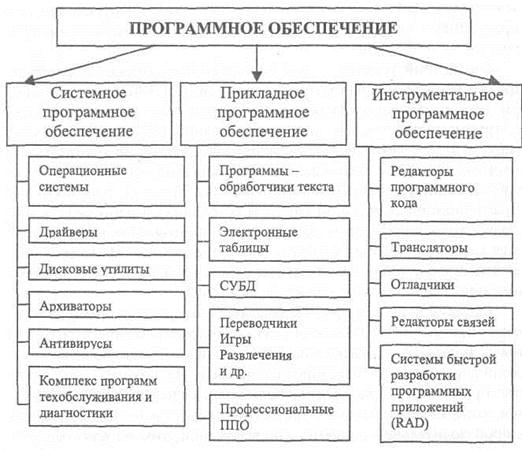 ПРОГРАММНОЕ ОБЕСПЕЧЕНИЕ
Системное
программное
обеспечение
Операционные
системы
Драйверы
Дисковые утилиты
Архиваторы
Антивирусы
Комплекс программ
техобслуживания и
диагностики
Прикладное
программное
обеспечение
Программы –
обработчики текста
Электронные
таблицы
СУБД
Переводчики
Игры
Развлечения
и др.
Профессиональные
ППО
Инструментальное
программное
обеспечение
Редакторы
программного
кода
Трансляторы
Отладчики
Редакторы связей
Системы быстрой
разработки
программных
приложений
(RAD)